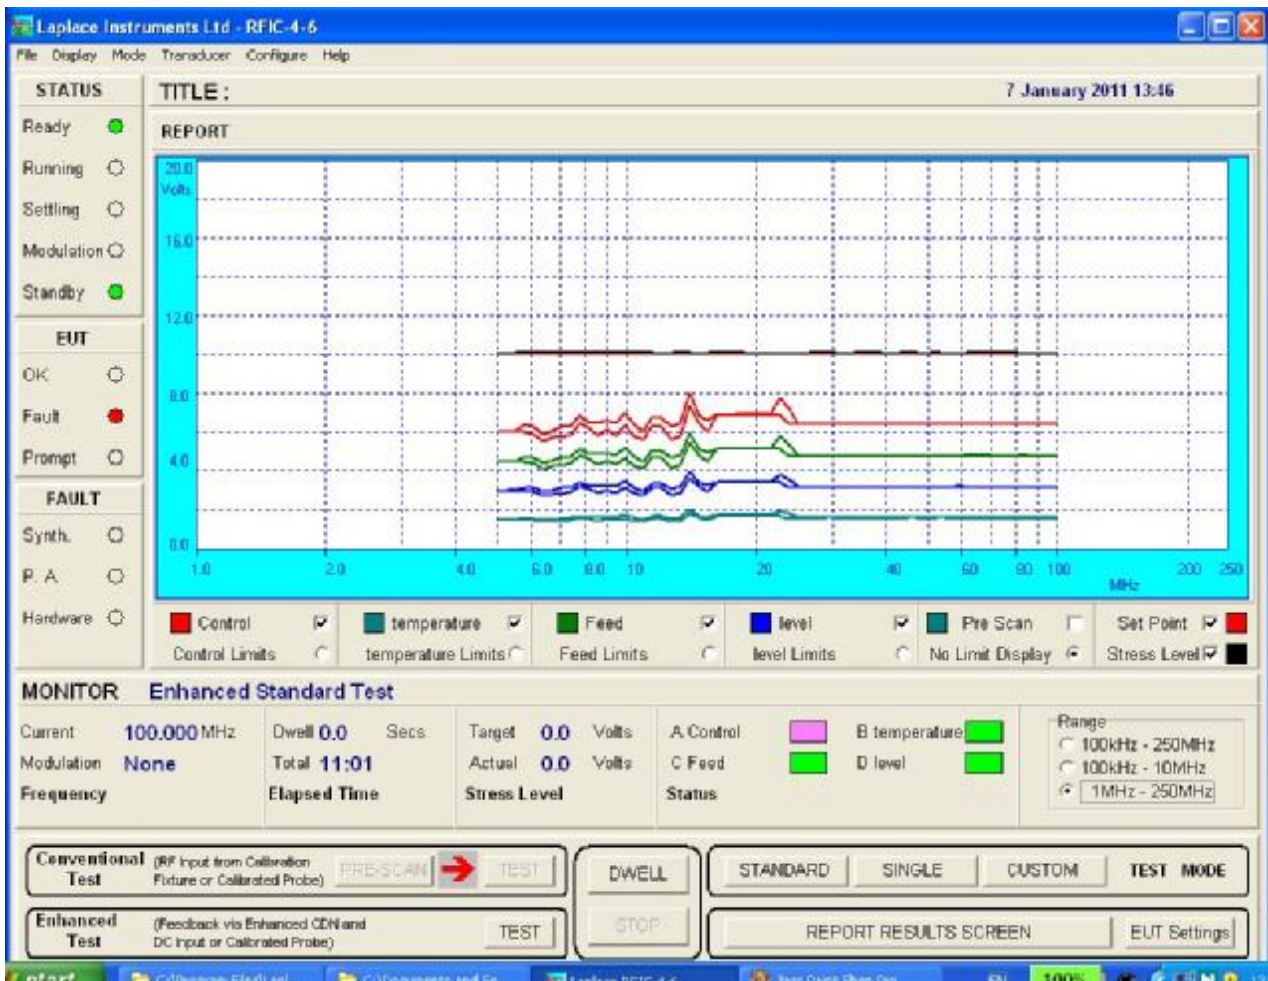 Laplace Instruments Ltd - RFIC-4-6
File Display Mode Transducer Configure Help
STATUS
Ready
Running
Settling
Modulation
Standby
EUT
OK
Fault
Prompt
FAULT
Synth.
P. A
Hardware
TITLE :
7 January 2011 13:46
REPORT
20.0
Volts
16.0
12.0
8.0
4.0
0.0
1.0 2.0 4.0 6.0 8.0 10 20 40 60 80 100 200 250
MHz
Control temperature Feed level Pre Scan Set Point
Control Limits temperature Limits Feed Limits level Limits No Limit Display Stress Level
MONITOR Enhanced Standard Test
Current 100.000 MHz Dwell 0.0 Secs Target 0.0 Volts A Control B temperature
Modulation None Total 11:01 Actual 0.0 Volts C Feed D level
Frequency Elapsed Time Stress Level Status
Range
100kHz - 250MHz
100kHz - 10MHz
1MHz - 250MHz
Conventional Test
(RF Input from Calibration
Fixture or Calibrated Probe)
PRE-SCAN TEST
DWELL
STANDARD SINGLE CUSTOM TEST MODE
Enhanced Test
(Feedback via Enhanced CDN and
DC Input or Calibrated Probe)
TEST
STOP
REPORT RESULTS SCREEN EUT Settings
start
EN 100%